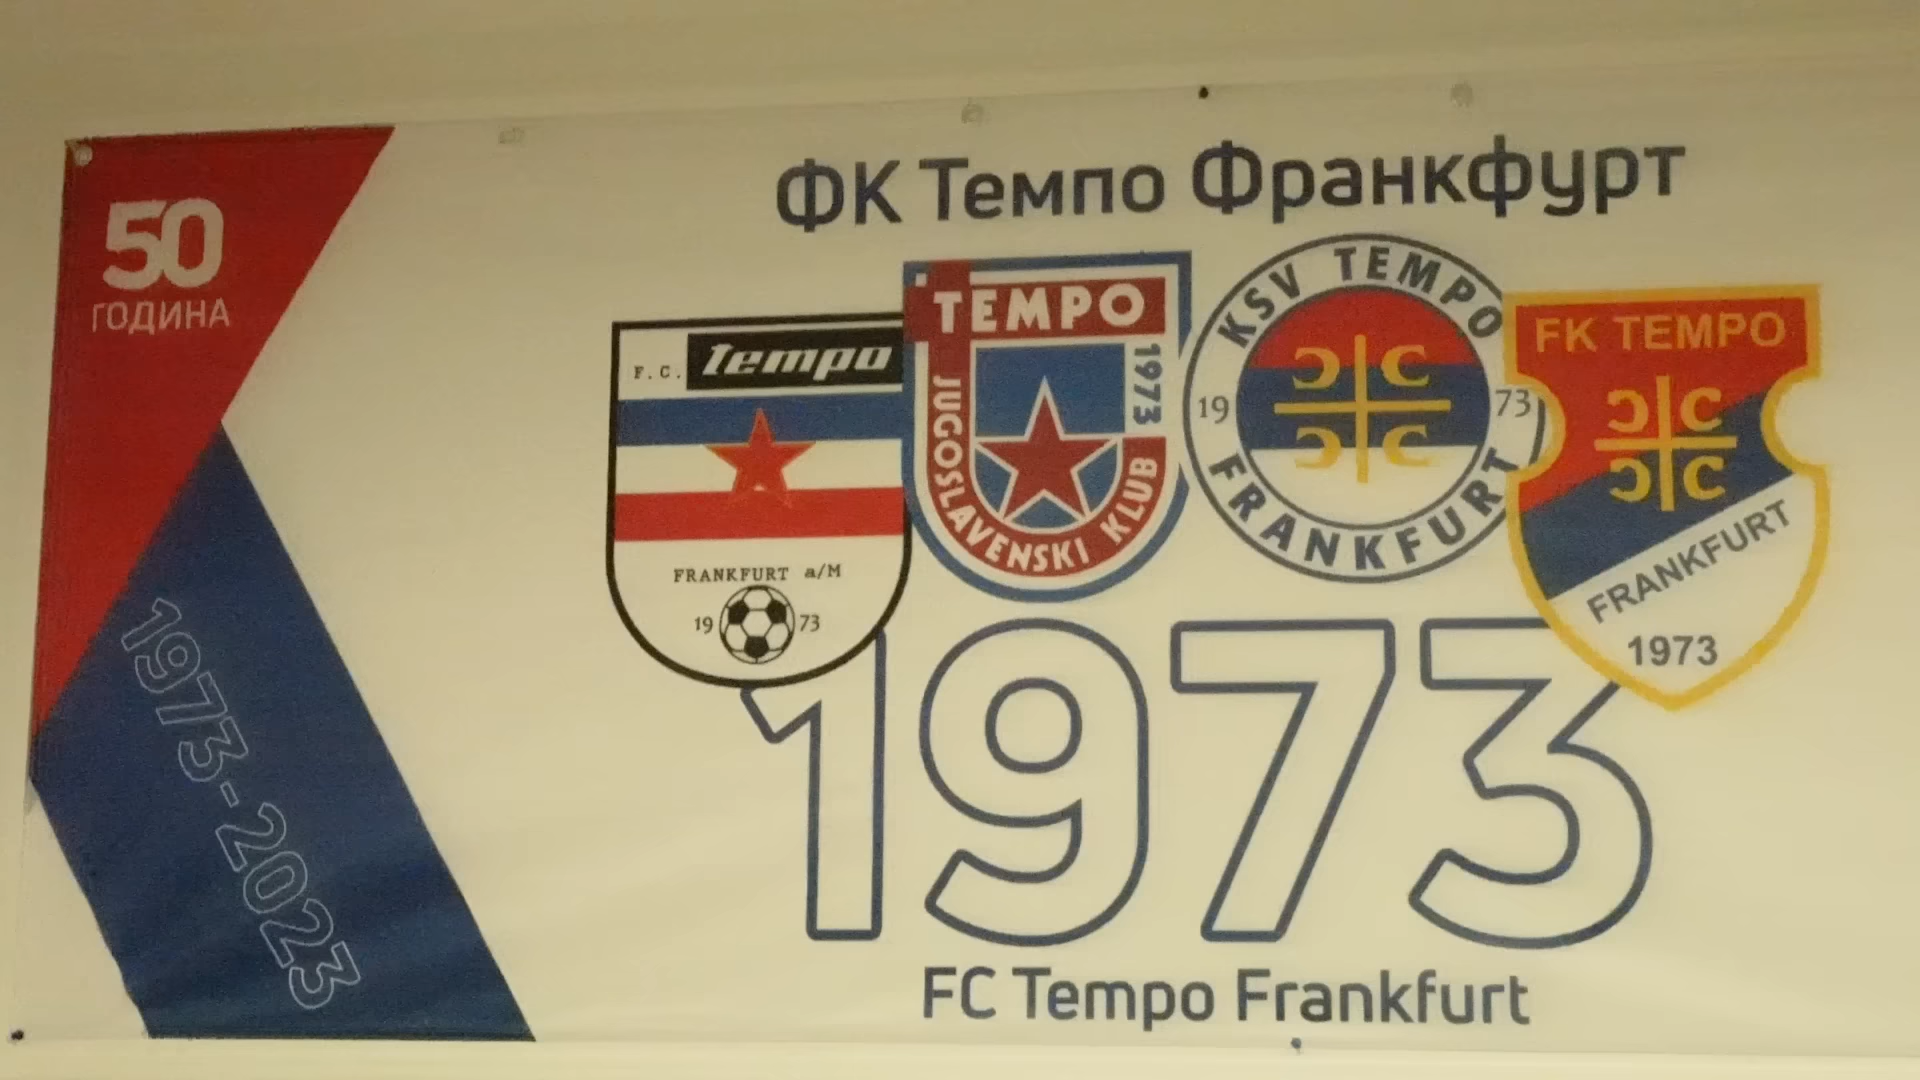 50
ГОДИНА
1973-2023
ФК Темпо Франкфурт
F.C. tempo
FRANKFURT a/M
19 73
TEMPO
1973
JUGOSLAVENSKI KLUB
KSV TEMPO
19 73
FRANKFURT
FK TEMPO
FRANKFURT
1973
1973
FC Tempo Frankfurt